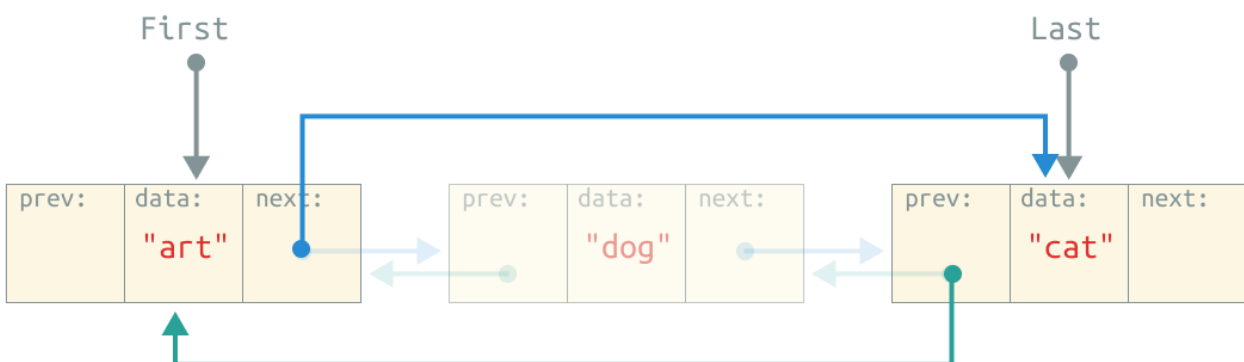 First Last
prev: data: next: prev: data: next: prev: data: next:
"art" "dog" "cat"